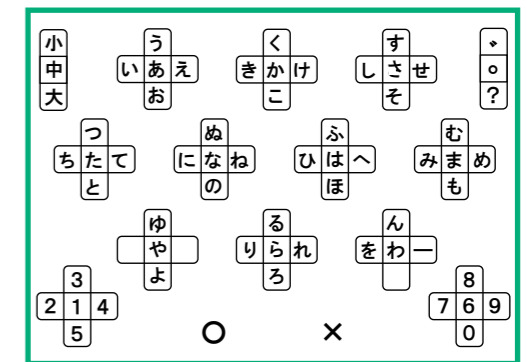 小 う く す ゛
中 い あ え き か け し さ せ ゜
大 お こ そ ?
つ ぬ ふ む
ち た て に な ね ひ は へ み ま め
と の ほ も
ゆ る ん
や り ら れ を わ ー
よ ろ
3 8
2 1 4 7 6 9
5 ○ × 0